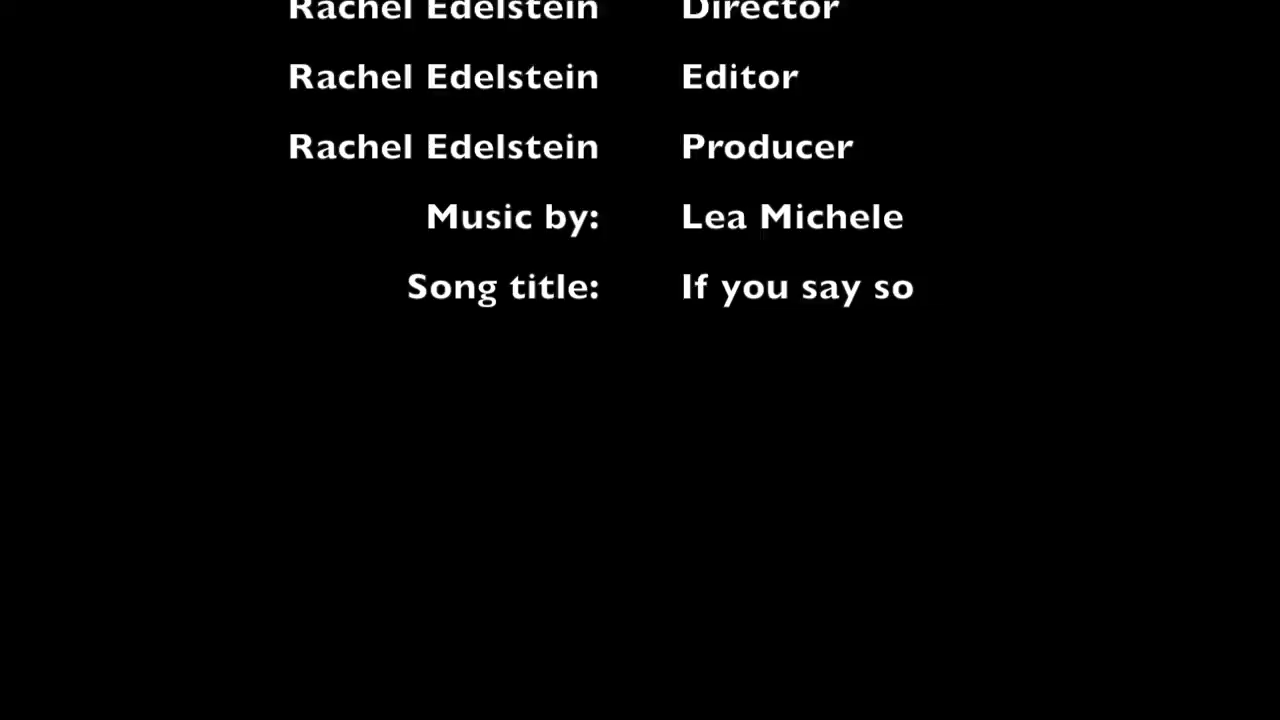 Rachel Edelstein Director
Rachel Edelstein Editor
Rachel Edelstein Producer
Music by: Lea Michele
Song title: If you say so